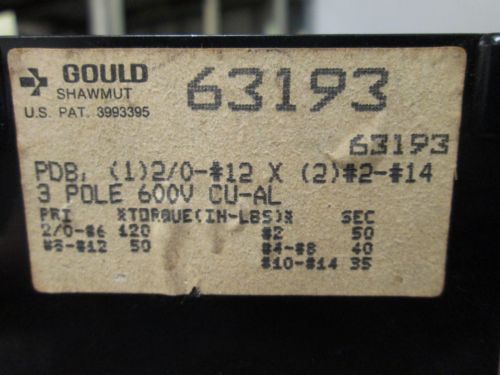 GOULD 63193
SHAWMUT
U.S. PAT. 3993395
63193
PDB, (1)2/0-#12 X (2)#2-#14
3 POLE 600V CU-AL
PRI %TORQUE(IN-LBS)% SEC
2/0-#6 120 #2 50
#8-#12 50 #4-#8 40
#10-#14 35